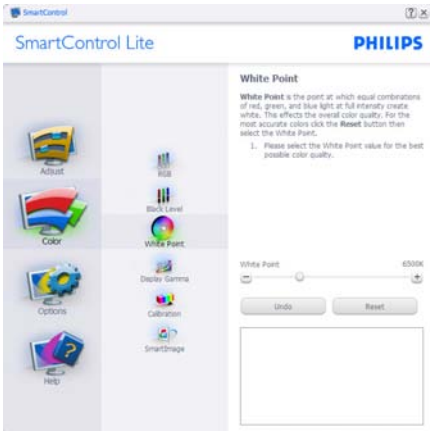 SmartControl
SmartControl Lite
PHILIPS
Adjust
Color
Options
Help
RGB
Black Level
White Point
Display Gamma
Calibration
SmartImage
White Point
White Point is the point at which equal combinations
of red, green, and blue light at full intensity create
white. This effects the overall color quality. For the
most accurate colors click the Reset button then
select the White Point.
1. Please select the White Point value for the best
possible color quality.
White Point 6500K
Undo Reset